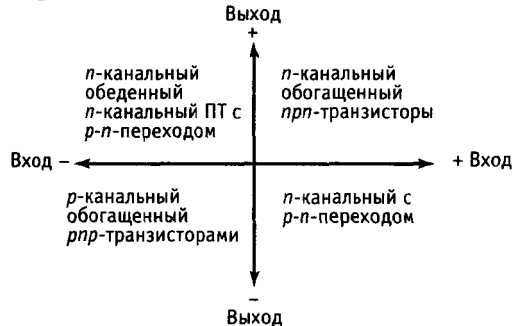 Выход
+
n-канальный
обеденный
n-канальный ПТ с
p-n-переходом
n-канальный
обогащенный
npn-транзисторы
Вход –
+ Вход
p-канальный
обогащенный
pnp-транзисторами
n-канальный с
p-n-переходом
–
Выход